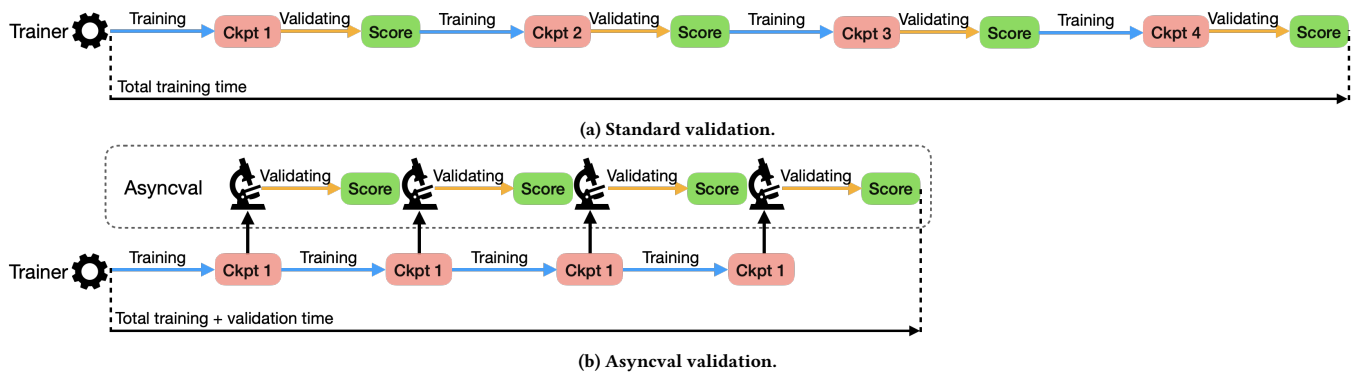 Trainer Training Ckpt 1 Validating Score Training Ckpt 2 Validating Score Training Ckpt 3 Validating Score Training Ckpt 4 Validating Score
Total training time
(a) Standard validation.
Asyncval Validating Score Validating Score Validating Score Validating Score
Trainer Training Ckpt 1 Training Ckpt 1 Training Ckpt 1 Training Ckpt 1
Total training + validation time
(b) Asyncval validation.